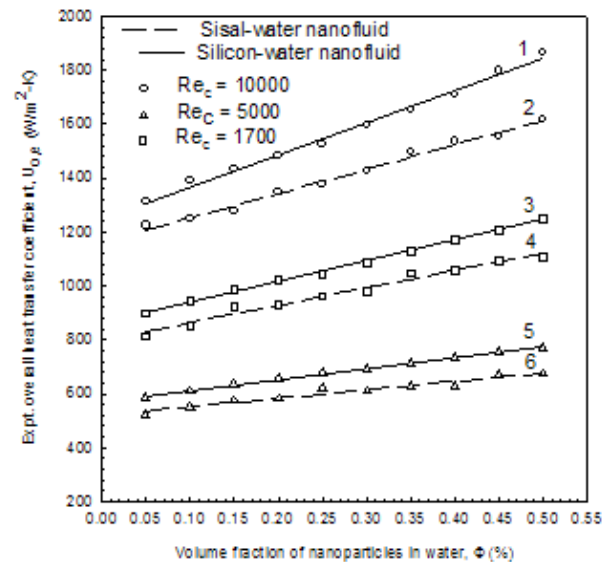 Sisal-water nanofluid
Silicon-water nanofluid
Re_c = 10000
Re_C = 5000
Re_c = 1700
2000
1800
1600
1400
1200
1000
800
600
400
200
1
2
3
4
5
6
0.00 0.05 0.10 0.15 0.20 0.25 0.30 0.35 0.40 0.45 0.50 0.55
Volume fraction of nanoparticles in water, Φ (%)
Expt. overall heat transfer coefficient, U_o,e (W/m²-K)